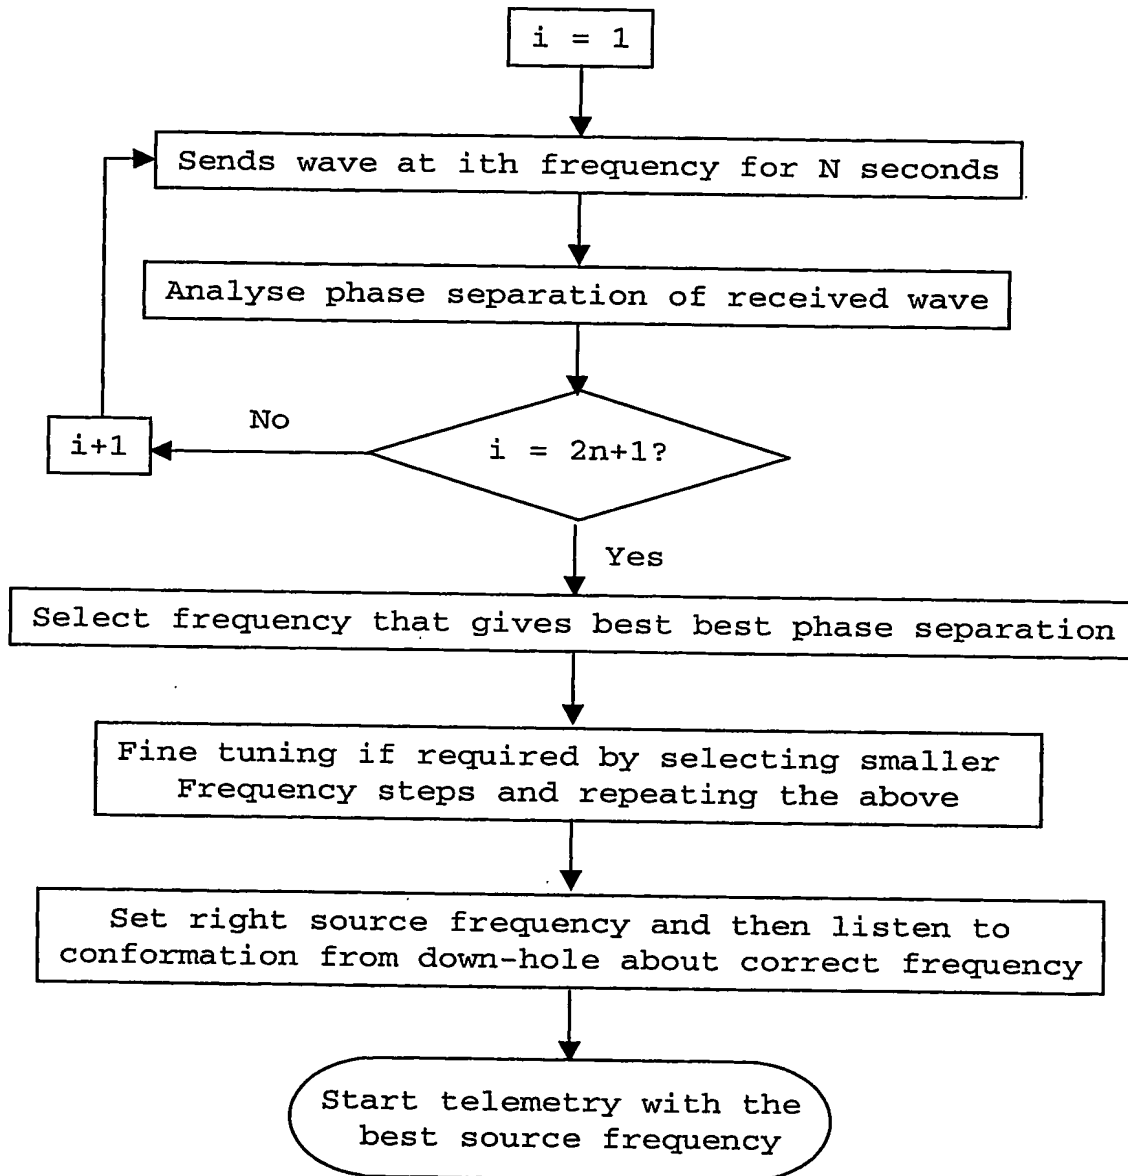 i = 1
Sends wave at ith frequency for N seconds
Analyse phase separation of received wave
No
i+1
i = 2n+1?
Yes
Select frequency that gives best best phase separation
Fine tuning if required by selecting smaller
Frequency steps and repeating the above
Set right source frequency and then listen to
conformation from down-hole about correct frequency
Start telemetry with the
best source frequency